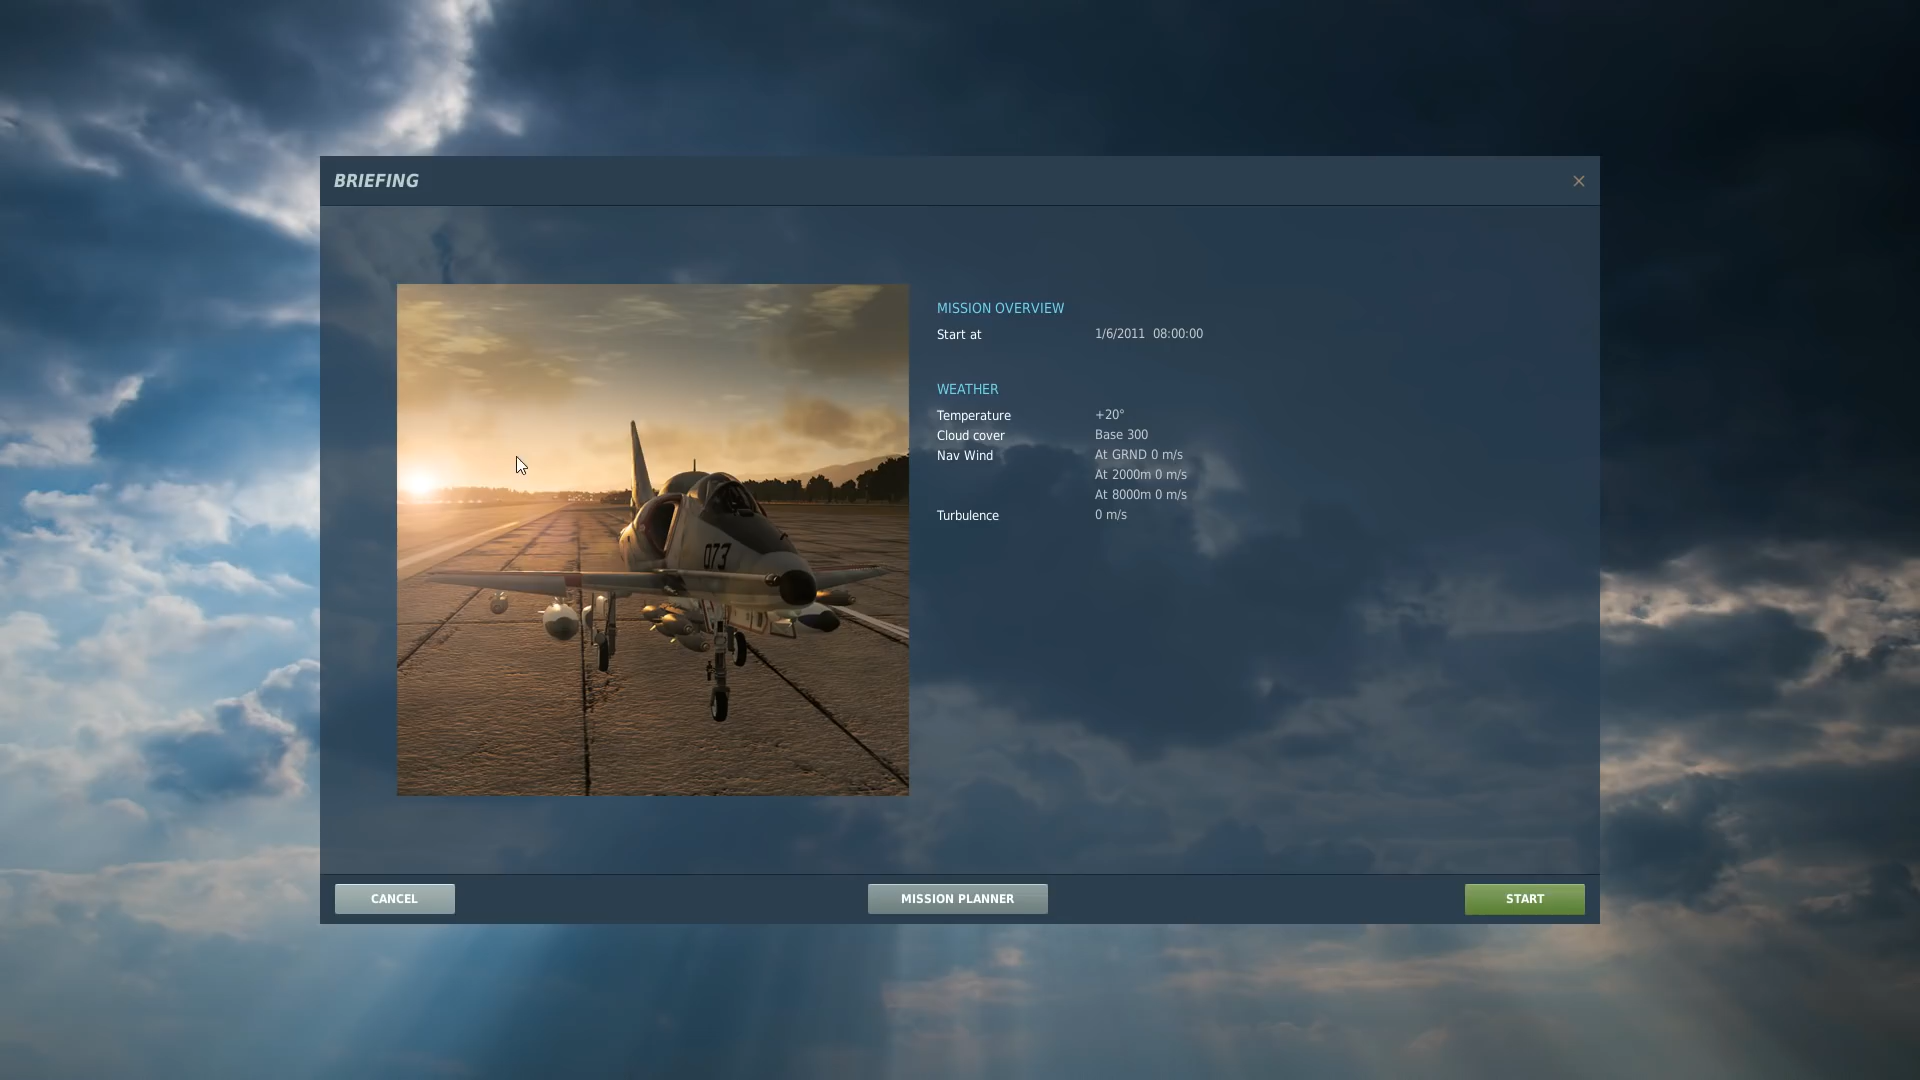 BRIEFING
MISSION OVERVIEW
Start at 1/6/2011 08:00:00
WEATHER
Temperature +20°
Cloud cover Base 300
Nav Wind At GRND 0 m/s
At 2000m 0 m/s
At 8000m 0 m/s
Turbulence 0 m/s
073
CANCEL
MISSION PLANNER
START